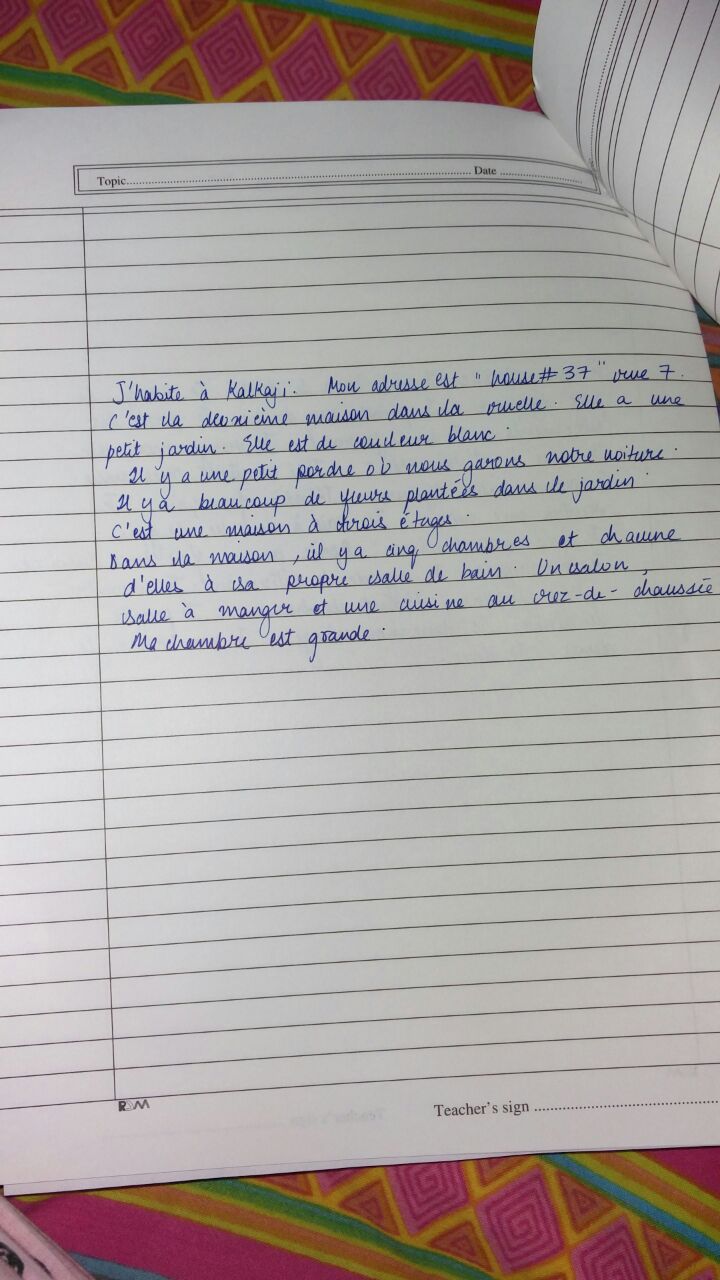 Topic Date
J'habite à Kalkaji. Mon adresse est "house # 37" rue 7.
C'est la deuxième maison dans la ruelle. Elle a une
petit jardin. Elle est de couleur blanc.
Il y a une petit porche où nous garons notre voiture.
Il y a beaucoup de fleurs plantées dans le jardin.
C'est une maison à trois étages.
Dans la maison, il y a cinq chambres et chacune
d'elles à sa propre salle de bain. Un salon,
salle à manger et une cuisine au rez-de-chaussée
Ma chambre est grande.
Teacher's sign